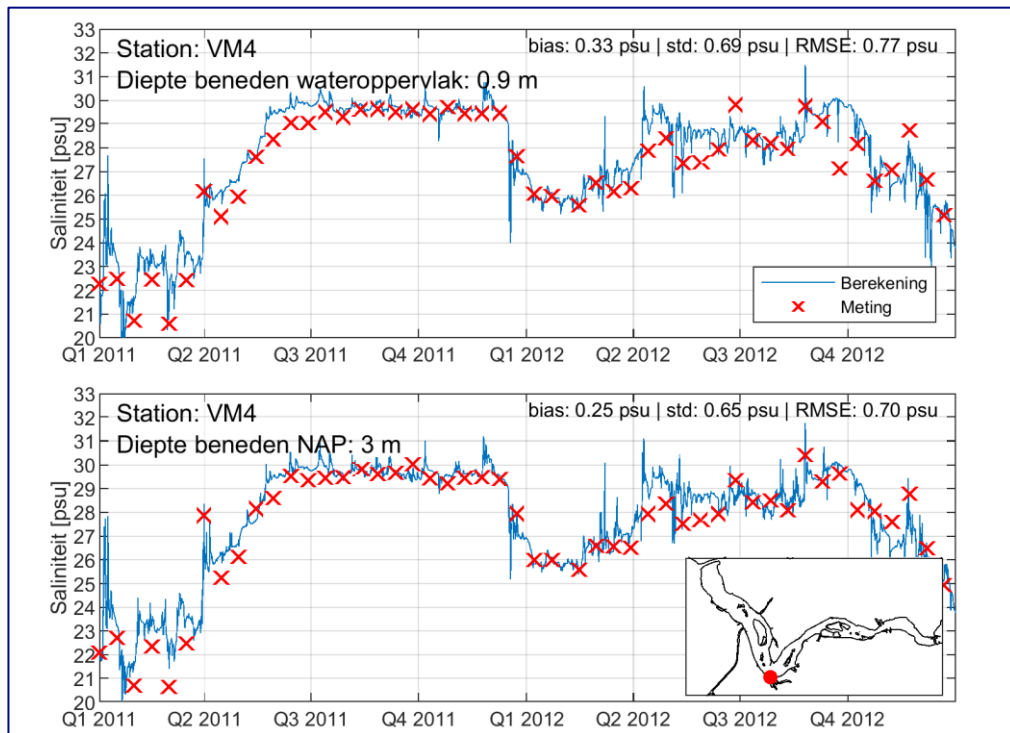 33
32
31
30
29
28
27
26
25
24
23
22
21
20
Saliniteit [psu]
Station: VM4
Diepte beneden wateroppervlak: 0.9 m
bias: 0.33 psu | std: 0.69 psu | RMSE: 0.77 psu
Berekening
Meting
Q1 2011 Q2 2011 Q3 2011 Q4 2011 Q1 2012 Q2 2012 Q3 2012 Q4 2012
33
32
31
30
29
28
27
26
25
24
23
22
21
20
Saliniteit [psu]
Station: VM4
Diepte beneden NAP: 3 m
bias: 0.25 psu | std: 0.65 psu | RMSE: 0.70 psu
Q1 2011 Q2 2011 Q3 2011 Q4 2011 Q1 2012 Q2 2012 Q3 2012 Q4 2012